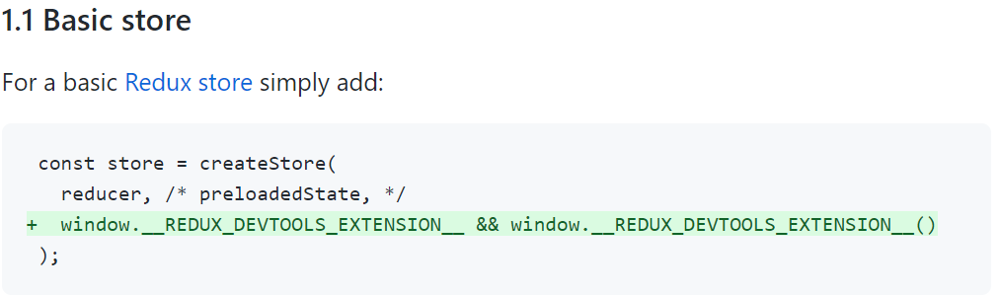 1.1 Basic store
For a basic Redux store simply add:
const store = createStore(
reducer, /* preloadedState, */
+ window.__REDUX_DEVTOOLS_EXTENSION__ && window.__REDUX_DEVTOOLS_EXTENSION__()
);